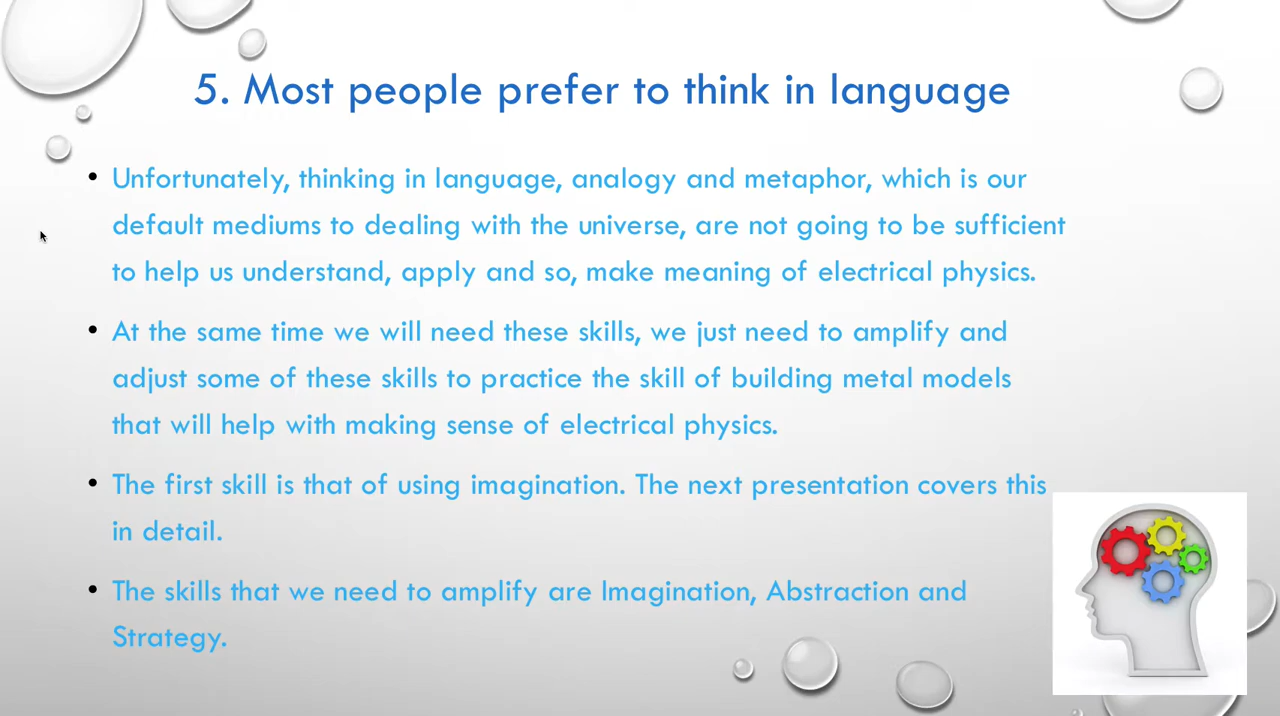 5. Most people prefer to think in language
• Unfortunately, thinking in language, analogy and metaphor, which is our
default mediums to dealing with the universe, are not going to be sufficient
to help us understand, apply and so, make meaning of electrical physics.
• At the same time we will need these skills, we just need to amplify and
adjust some of these skills to practice the skill of building metal models
that will help with making sense of electrical physics.
• The first skill is that of using imagination. The next presentation covers this
in detail.
• The skills that we need to amplify are Imagination, Abstraction and
Strategy.